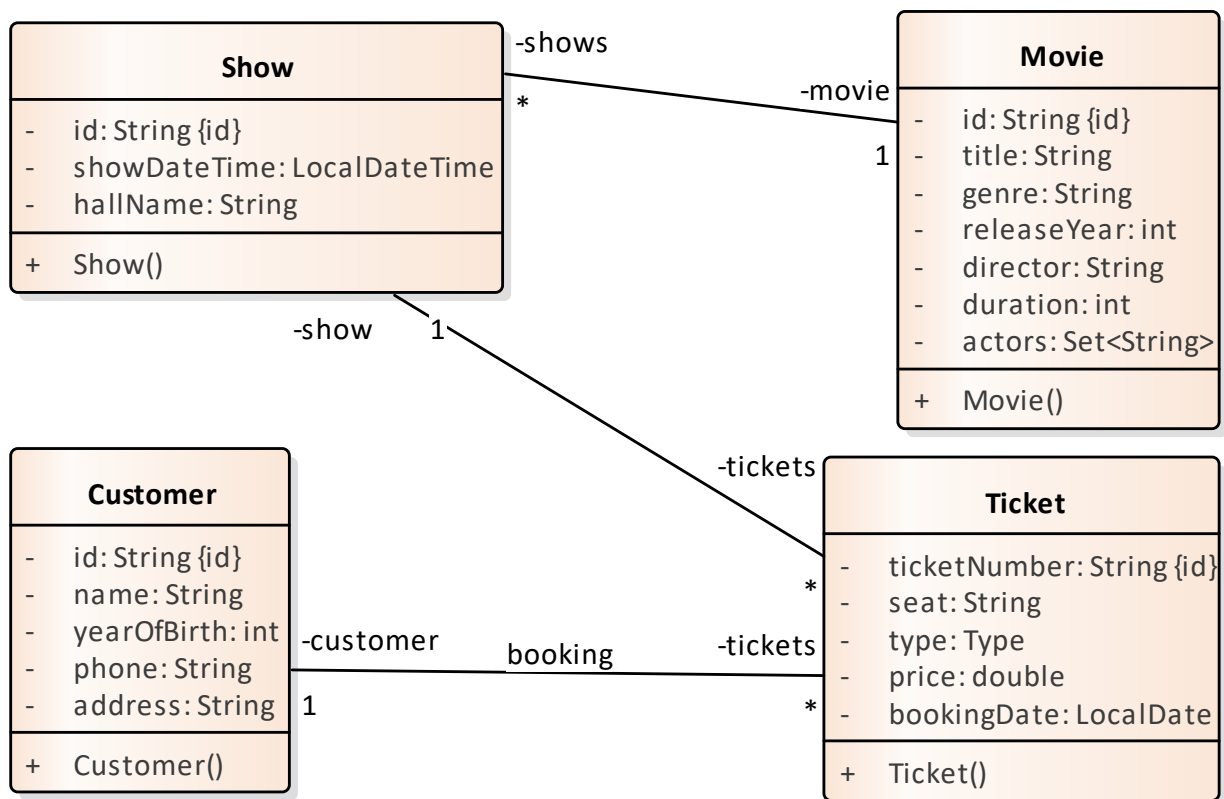 Show
- id: String {id}
- showDateTime: LocalDateTime
- hallName: String
+ Show()
-shows
*
-movie
1
Movie
- id: String {id}
- title: String
- genre: String
- releaseYear: int
- director: String
- duration: int
- actors: Set<String>
+ Movie()
-show
1
-tickets
*
Customer
- id: String {id}
- name: String
- yearOfBirth: int
- phone: String
- address: String
+ Customer()
-customer
1
booking
-tickets
*
Ticket
- ticketNumber: String {id}
- seat: String
- type: Type
- price: double
- bookingDate: LocalDate
+ Ticket()